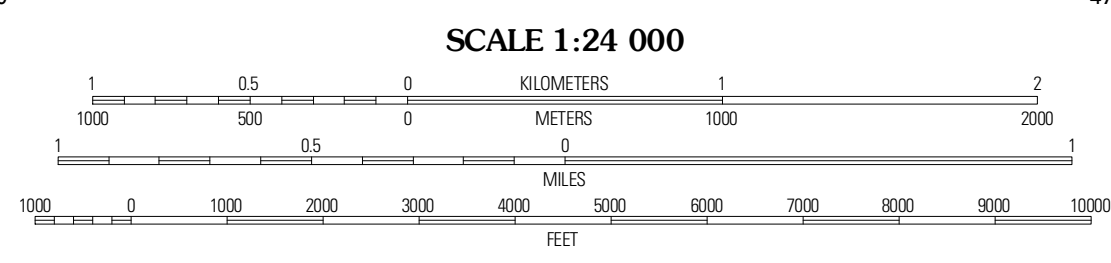 SCALE 1:24 000
1 0.5 0 KILOMETERS 1 2
1000 500 0 METERS 1000 2000
1 0.5 0 1
MILES
1000 0 1000 2000 3000 4000 5000 6000 7000 8000 9000 10000
FEET